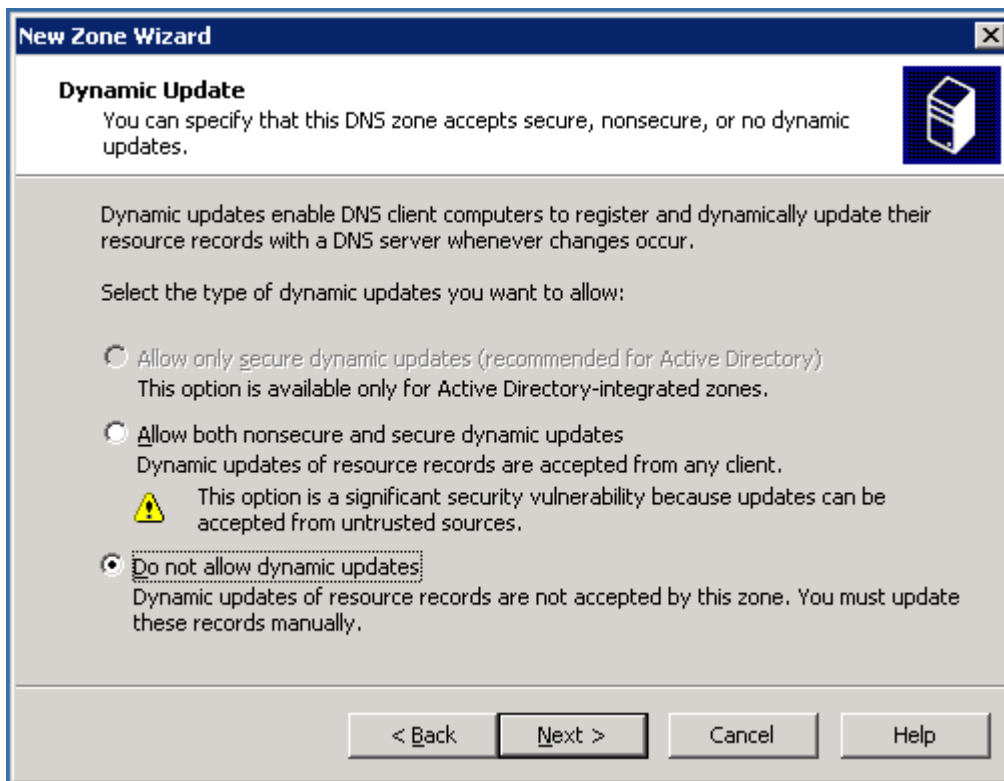 New Zone Wizard
Dynamic Update
You can specify that this DNS zone accepts secure, nonsecure, or no dynamic
updates.
Dynamic updates enable DNS client computers to register and dynamically update their
resource records with a DNS server whenever changes occur.
Select the type of dynamic updates you want to allow:
Allow only secure dynamic updates (recommended for Active Directory)
This option is available only for Active Directory-integrated zones.
Allow both nonsecure and secure dynamic updates
Dynamic updates of resource records are accepted from any client.
This option is a significant security vulnerability because updates can be
accepted from untrusted sources.
Do not allow dynamic updates
Dynamic updates of resource records are not accepted by this zone. You must update
these records manually.
< Back Next > Cancel Help